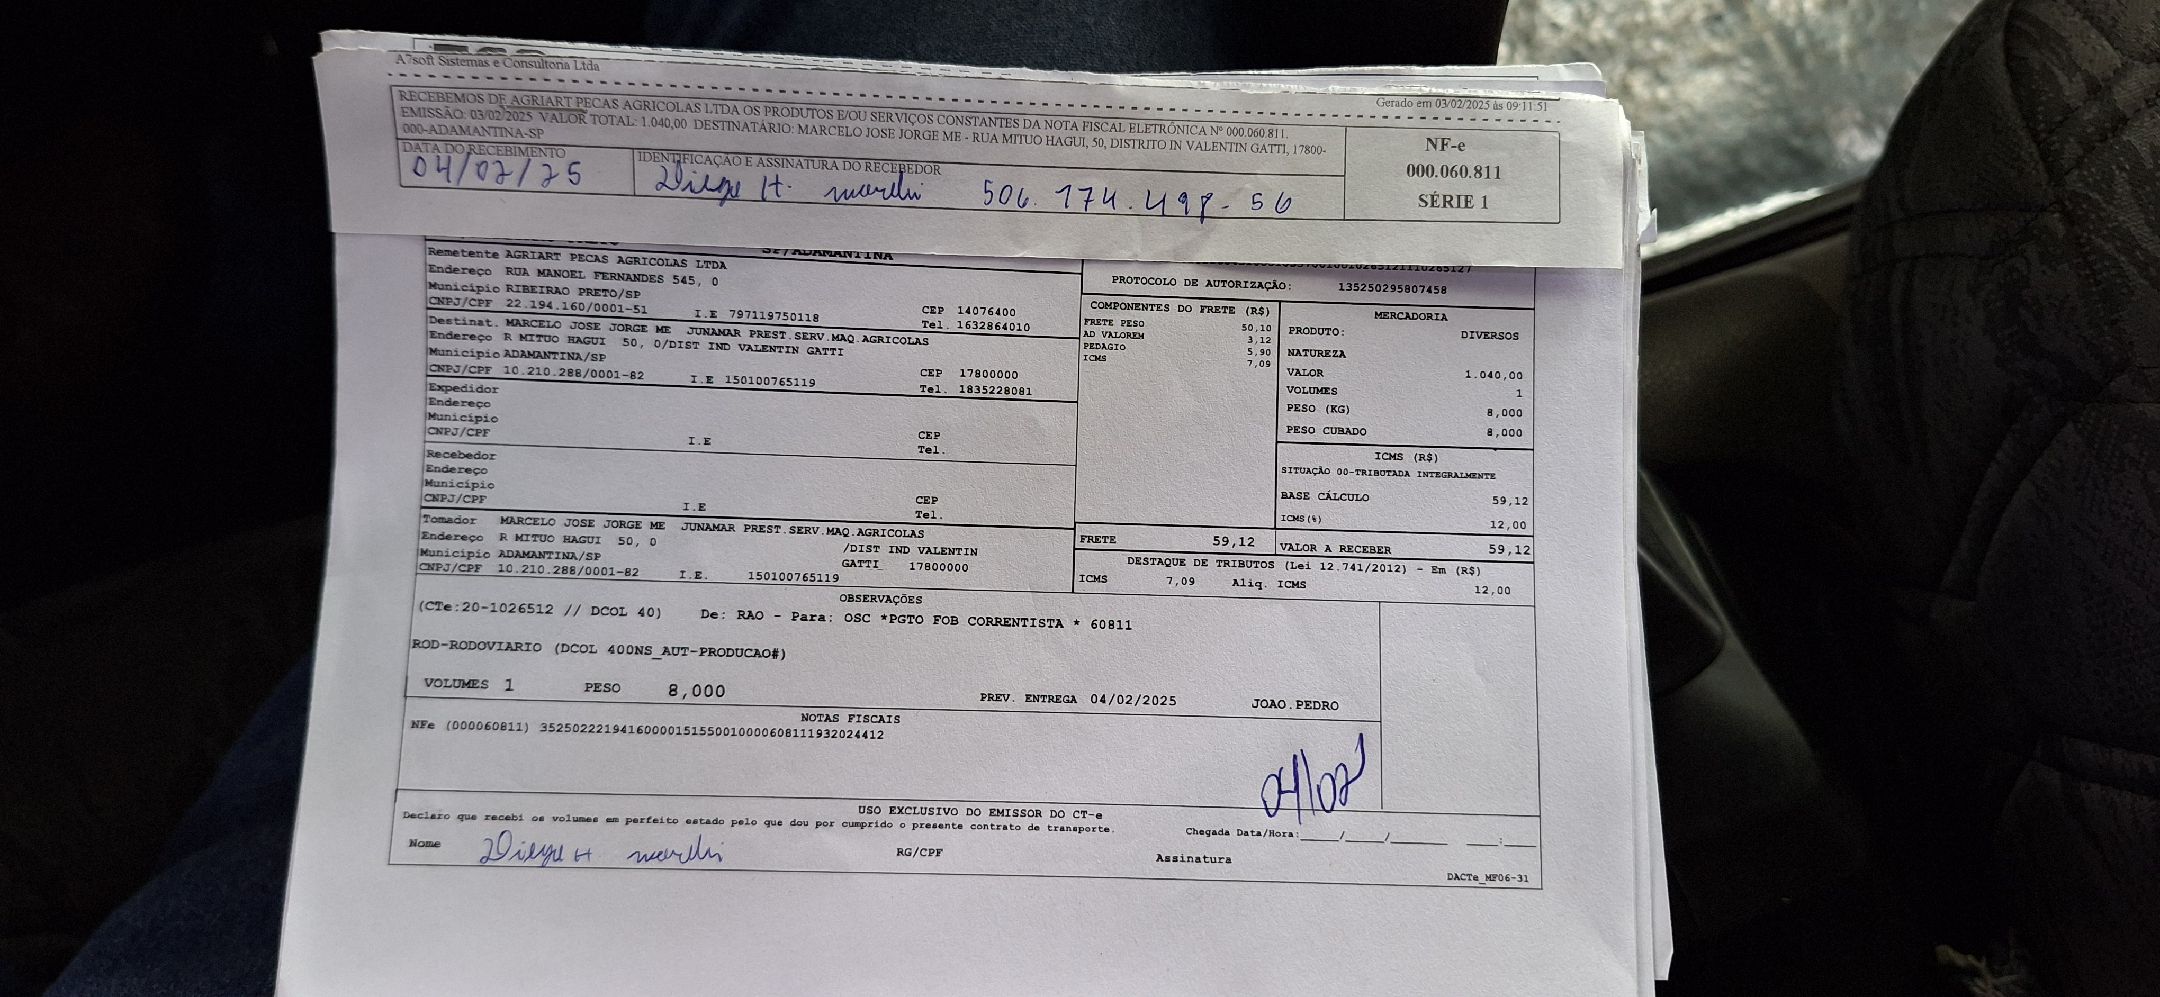 A7soft Sistemas e Consultoria Ltda
Gerado em 03/02/2025 às 09:11:51
RECEBEMOS DE AGRIART PECAS AGRICOLAS LTDA OS PRODUTOS E/OU SERVIÇOS CONSTANTES DA NOTA FISCAL ELETRÔNICA Nº 000.060.811.
EMISSÃO: 03/02/2025 VALOR TOTAL: 1.040,00 DESTINATÁRIO: MARCELO JOSE JORGE ME - RUA MITUO HAGUI, 50, DISTRITO IN VALENTIN GATTI, 17800-
000-ADAMANTINA-SP
DATA DO RECEBIMENTO
04/02/25
IDENTIFICAÇÃO E ASSINATURA DO RECEBEDOR
Diego H. 506.174.498-56
NF-e
000.060.811
SÉRIE 1
SP/ADAMANTINA
Remetente AGRIART PECAS AGRICOLAS LTDA
Endereço RUA MANOEL FERNANDES 545, 0
Município RIBEIRAO PRETO/SP CEP 14076400
CNPJ/CPF 22.194.160/0001-51 I.E 797119750118 Tel. 1632864010
Destinat. MARCELO JOSE JORGE ME JUNAMAR PREST.SERV.MAQ.AGRICOLAS
Endereço R MITUO HAGUI 50, 0/DIST IND VALENTIN GATTI
Município ADAMANTINA/SP CEP 17800000
CNPJ/CPF 10.210.288/0001-82 I.E 150100765119 Tel. 1835228081
Expedidor
Endereço
Município CEP
CNPJ/CPF I.E Tel.
Recebedor
Endereço
Município CEP
CNPJ/CPF I.E Tel.
Tomador MARCELO JOSE JORGE ME JUNAMAR PREST.SERV.MAQ.AGRICOLAS
Endereço R MITUO HAGUI 50, 0 /DIST IND VALENTIN
Município ADAMANTINA/SP GATTI 17800000
CNPJ/CPF 10.210.288/0001-82 I.E. 150100765119
PROTOCOLO DE AUTORIZAÇÃO: 135250295807458
COMPONENTES DO FRETE (R$)
FRETE PESO 50,10
AD VALOREM 3,12
PEDAGIO 5,90
ICMS 7,09
MERCADORIA
PRODUTO: DIVERSOS
NATUREZA
VALOR 1.040,00
VOLUMES 1
PESO (KG) 8,000
PESO CUBADO 8,000
ICMS (R$)
SITUAÇÃO 00-TRIBUTADA INTEGRALMENTE
BASE CÁLCULO 59,12
ICMS(%) 12,00
FRETE 59,12
VALOR A RECEBER 59,12
DESTAQUE DE TRIBUTOS (Lei 12.741/2012) - Em (R$)
ICMS 7,09 Aliq. ICMS 12,00
OBSERVAÇÕES
(CTe:20-1026512 // DCOL 40) De: RAO - Para: OSC *PGTO FOB CORRENTISTA * 60811
ROD-RODOVIARIO (DCOL 400NS_AUT-PRODUCAO#)
VOLUMES 1 PESO 8,000 PREV. ENTREGA 04/02/2025 JOAO.PEDRO
NOTAS FISCAIS
NFe (000060811) 35250222194160000151550010000608111932024412
04/02
USO EXCLUSIVO DO EMISSOR DO CT-e
Declaro que recebi os volumes em perfeito estado pelo que dou por cumprido o presente contrato de transporte.
Chegada Data/Hora:____/____/______ ____:____
Nome Diego H RG/CPF Assinatura
DACTe_MF06-31